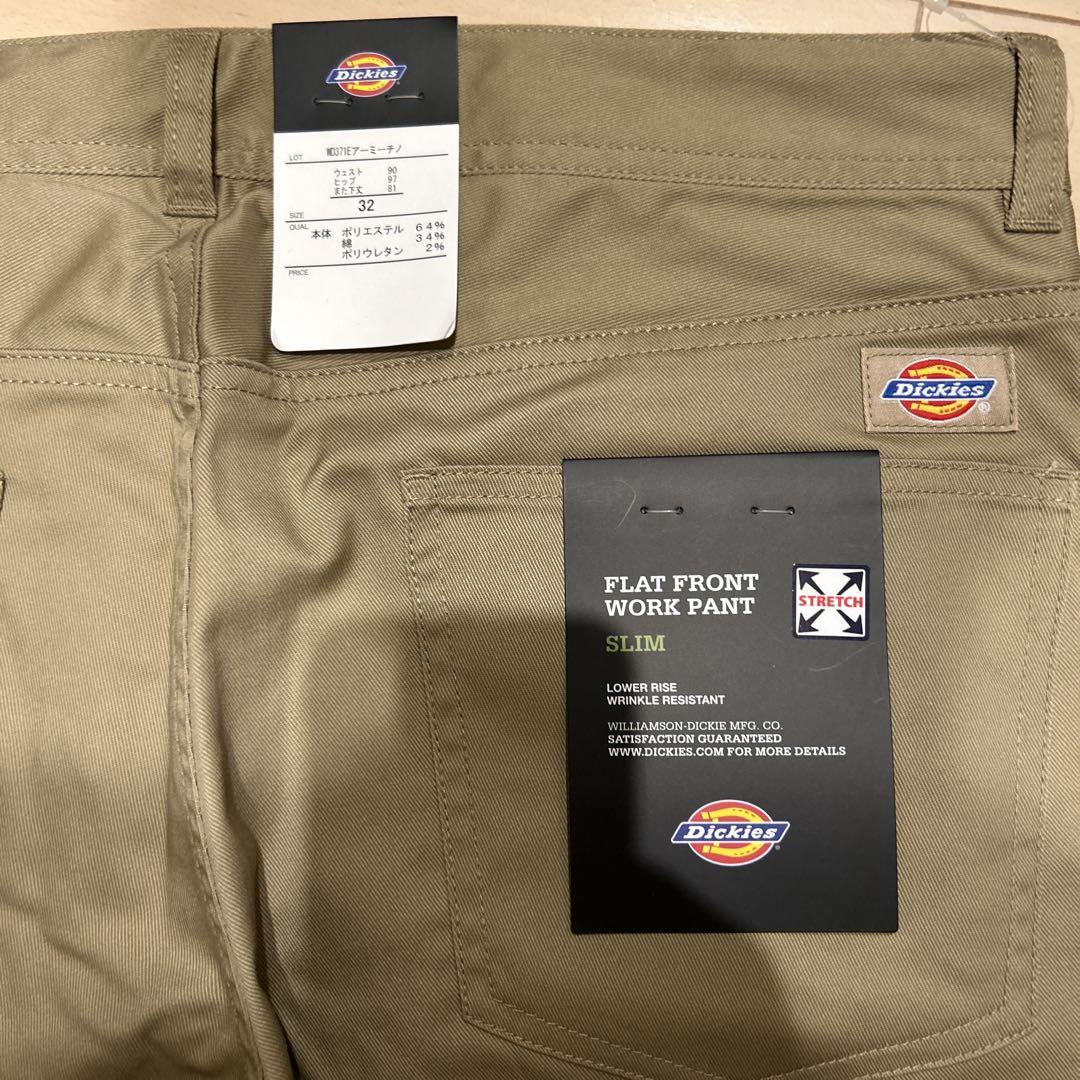 Dickies
LOT WD371Eアーミーチノ
ウェスト 90
ヒップ 97
また下丈 81
SIZE 32
QUAL 本体 ポリエステル 64%
綿 34%
ポリウレタン 2%
PRICE
Dickies®
FLAT FRONT
WORK PANT
STRETCH
SLIM
LOWER RISE
WRINKLE RESISTANT
WILLIAMSON-DICKIE MFG. CO.
SATISFACTION GUARANTEED
WWW.DICKIES.COM FOR MORE DETAILS
Dickies